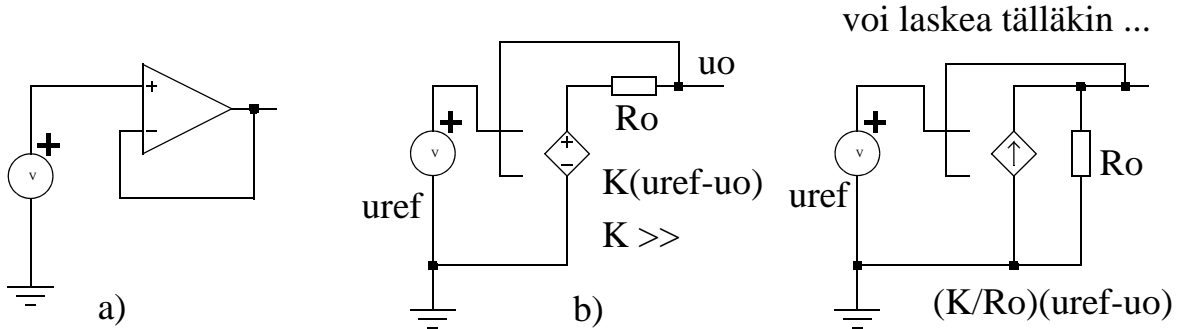 voi laskea tälläkin ...
+
−
+
v
a)
uo
Ro
+
v
+
−
uref
K(uref-uo)
K >>
b)
+
v
uref
Ro
(K/Ro)(uref-uo)